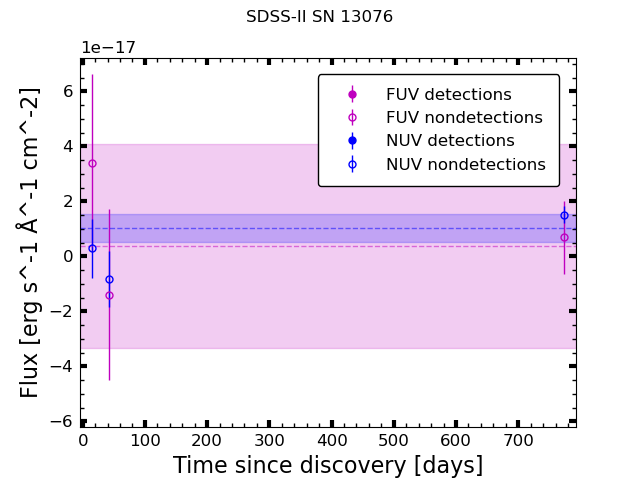 SDSS-II SN 13076
1e−17
6
4
2
0
−2
−4
−6
Flux [erg s^-1 Å^-1 cm^-2]
FUV detections
FUV nondetections
NUV detections
NUV nondetections
0 100 200 300 400 500 600 700
Time since discovery [days]